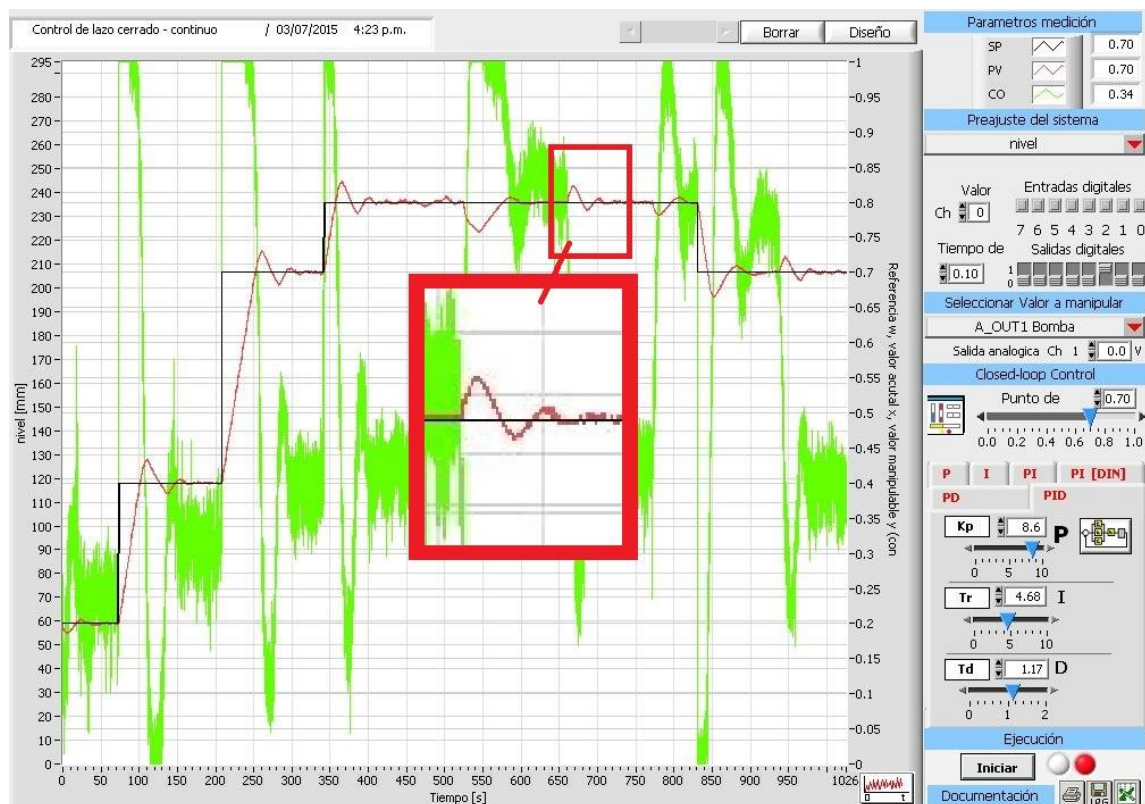 Control de lazo cerrado - continuo / 03/07/2015 4:23 p.m.
Borrar
Diseño
295
280
270
260
250
240
230
220
210
200
190
180
170
160
150
140
130
120
110
100
90
80
70
60
50
40
30
20
10
0
nivel [mm]
1
0.95
0.9
0.85
0.8
0.75
0.7
0.65
0.6
0.55
0.5
0.45
0.4
0.35
0.3
0.25
0.2
0.15
0.1
0.05
0
Referencia w, valor acutal x, valor manipulable y (con
0 50 100 150 200 250 300 350 400 450 500 550 600 650 700 750 800 850 900 950 1026
Tiempo [s]
0 t
Parametros medición
SP 0.70
PV 0.70
CO 0.34
Preajuste del sistema
nivel
Valor
Ch 0
Entradas digitales
7 6 5 4 3 2 1 0
Tiempo de
0.10
Salidas digitales
1
0
Seleccionar Valor a manipular
A_OUT1 Bomba
Salida analogica Ch 1 0.0 V
Closed-loop Control
Punto de 0.70
0.0 0.2 0.4 0.6 0.8 1.0
P I PI PI [DIN]
PD PID
Kp 8.6 P
0 5 10
Tr 4.68 I
0 5 10
Td 1.17 D
0 1 2
Ejecución
Iniciar
Documentación